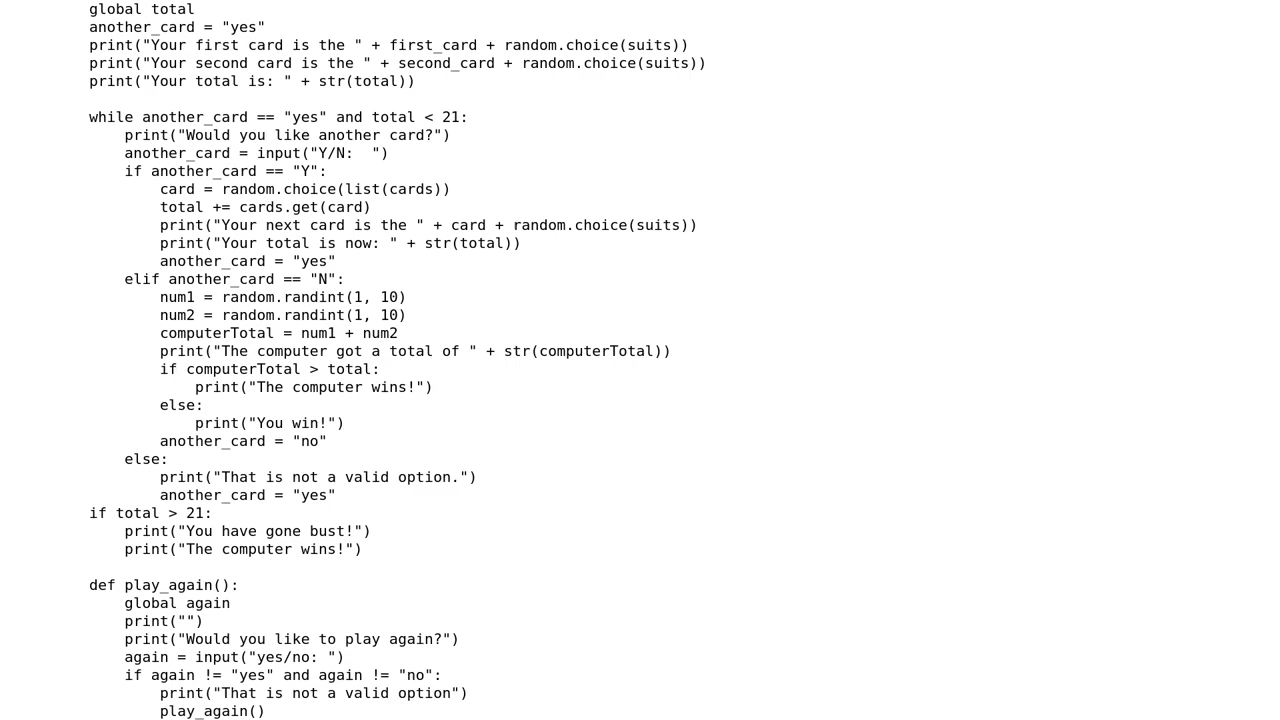 global total
another_card = "yes"
print("Your first card is the " + first_card + random.choice(suits))
print("Your second card is the " + second_card + random.choice(suits))
print("Your total is: " + str(total))

while another_card == "yes" and total < 21:
    print("Would you like another card?")
    another_card = input("Y/N:  ")
    if another_card == "Y":
        card = random.choice(list(cards))
        total += cards.get(card)
        print("Your next card is the " + card + random.choice(suits))
        print("Your total is now: " + str(total))
        another_card = "yes"
    elif another_card == "N":
        num1 = random.randint(1, 10)
        num2 = random.randint(1, 10)
        computerTotal = num1 + num2
        print("The computer got a total of " + str(computerTotal))
        if computerTotal > total:
            print("The computer wins!")
        else:
            print("You win!")
        another_card = "no"
    else:
        print("That is not a valid option.")
        another_card = "yes"
if total > 21:
    print("You have gone bust!")
    print("The computer wins!")

def play_again():
    global again
    print("")
    print("Would you like to play again?")
    again = input("yes/no: ")
    if again != "yes" and again != "no":
        print("That is not a valid option")
        play_again()